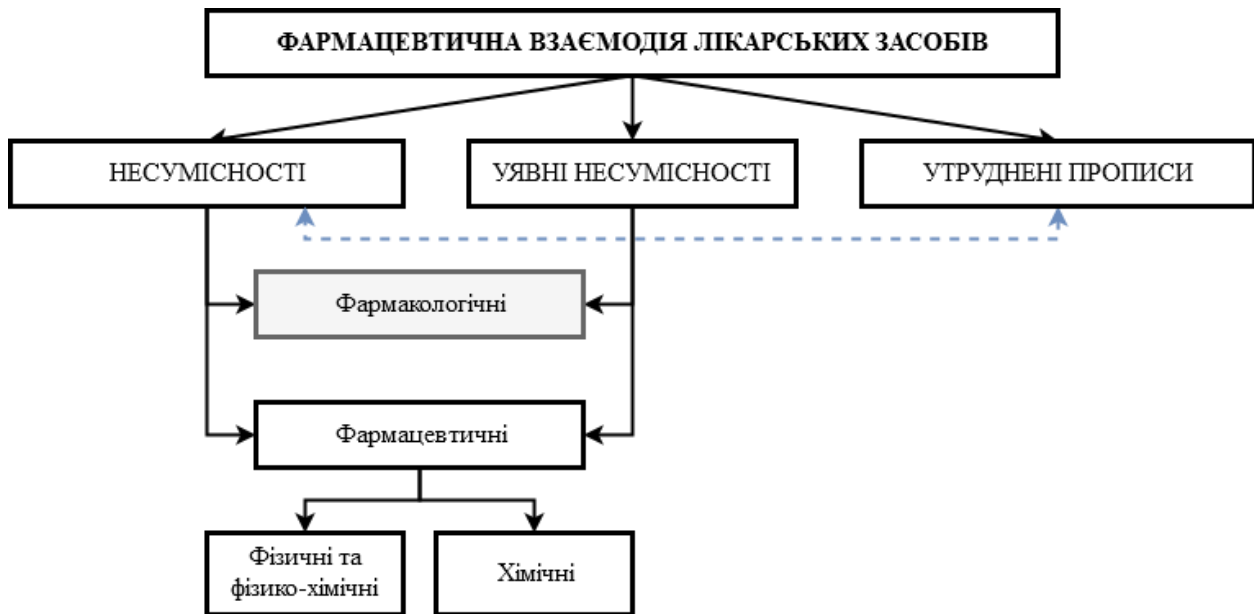 ФАРМАЦЕВТИЧНА ВЗАЄМОДІЯ ЛІКАРСЬКИХ ЗАСОБІВ
НЕСУМІСНОСТІ
УЯВНІ НЕСУМІСНОСТІ
УТРУДНЕНІ ПРОПИСИ
Фармакологічні
Фармацевтичні
Фізичні та
фізико-хімічні
Хімічні